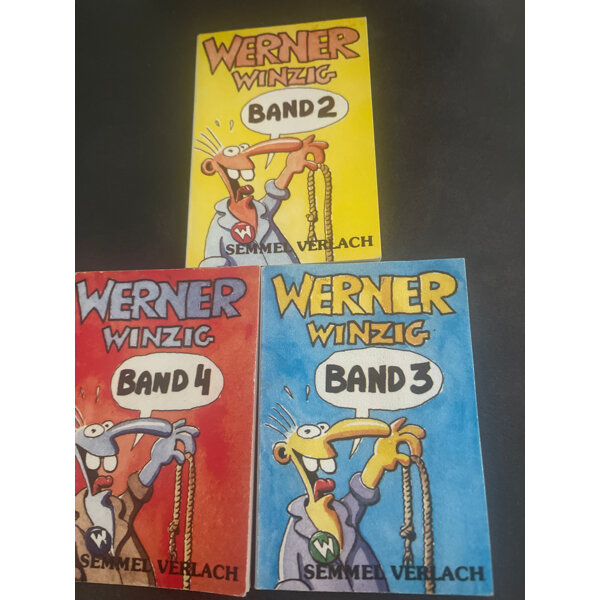 WERNER
WINZIG
BAND 2
W
SEMMEL VERLACH
WERNER
WINZIG
BAND 4
W
SEMMEL VERLACH
WERNER
WINZIG
BAND 3
W
SEMMEL VERLACH